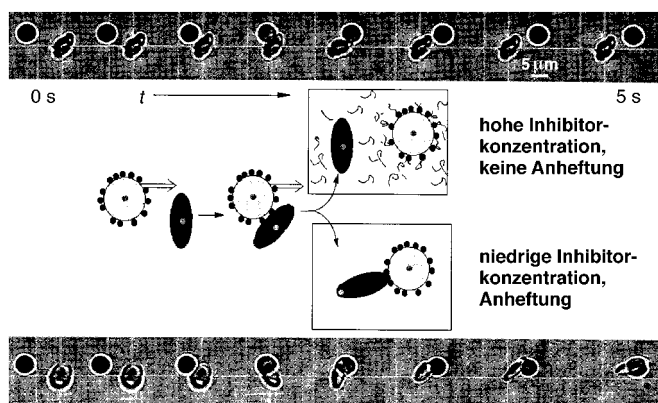 5 µm
0 s
t
5 s
hohe Inhibitor-
konzentration,
keine Anheftung
niedrige Inhibitor-
konzentration,
Anheftung